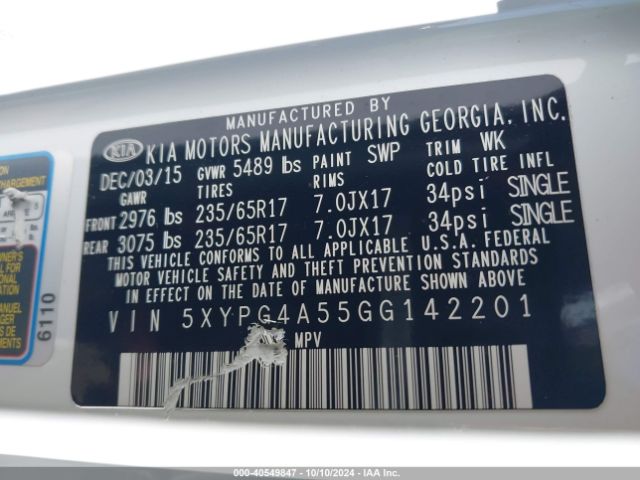 MANUFACTURED BY
KIA KIA MOTORS MANUFACTURING GEORGIA, INC.
DEC/03/15 GVWR 5489 lbs PAINT SWP TRIM WK
GAWR TIRES RIMS COLD TIRE INFL
FRONT 2976 lbs 235/65R17 7.0JX17 34psi SINGLE
REAR 3075 lbs 235/65R17 7.0JX17 34psi SINGLE
THIS VEHICLE CONFORMS TO ALL APPLICABLE U.S.A. FEDERAL
MOTOR VEHICLE SAFETY AND THEFT PREVENTION STANDARDS
IN EFFECT ON THE DATE OF MANUFACTURE SHOWN ABOVE
VIN 5XYPG4A55GG142201
MPV
6110
000-40549847 - 10/10/2024 - IAA Inc.